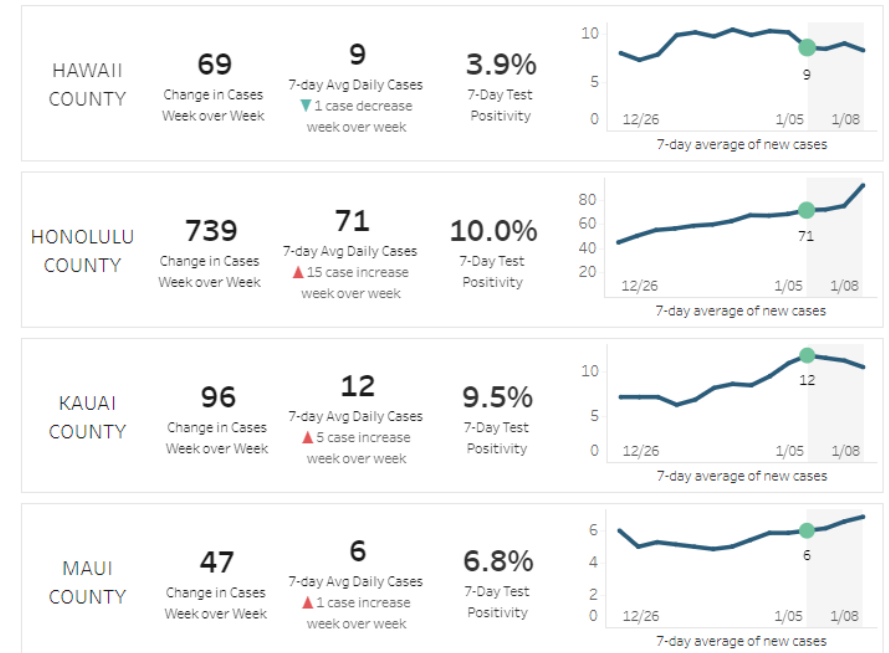 HAWAII
COUNTY
69
Change in Cases
Week over Week
9
7-day Avg Daily Cases
▼ 1 case decrease
week over week
3.9%
7-Day Test
Positivity
10
5
0
9
12/26
1/05
1/08
7-day average of new cases
HONOLULU
COUNTY
739
Change in Cases
Week over Week
71
7-day Avg Daily Cases
▲ 15 case increase
week over week
10.0%
7-Day Test
Positivity
80
60
40
20
71
12/26
1/05
1/08
7-day average of new cases
KAUAI
COUNTY
96
Change in Cases
Week over Week
12
7-day Avg Daily Cases
▲ 5 case increase
week over week
9.5%
7-Day Test
Positivity
10
5
0
12
12/26
1/05
1/08
7-day average of new cases
MAUI
COUNTY
47
Change in Cases
Week over Week
6
7-day Avg Daily Cases
▲ 1 case increase
week over week
6.8%
7-Day Test
Positivity
6
4
2
0
6
12/26
1/05
1/08
7-day average of new cases